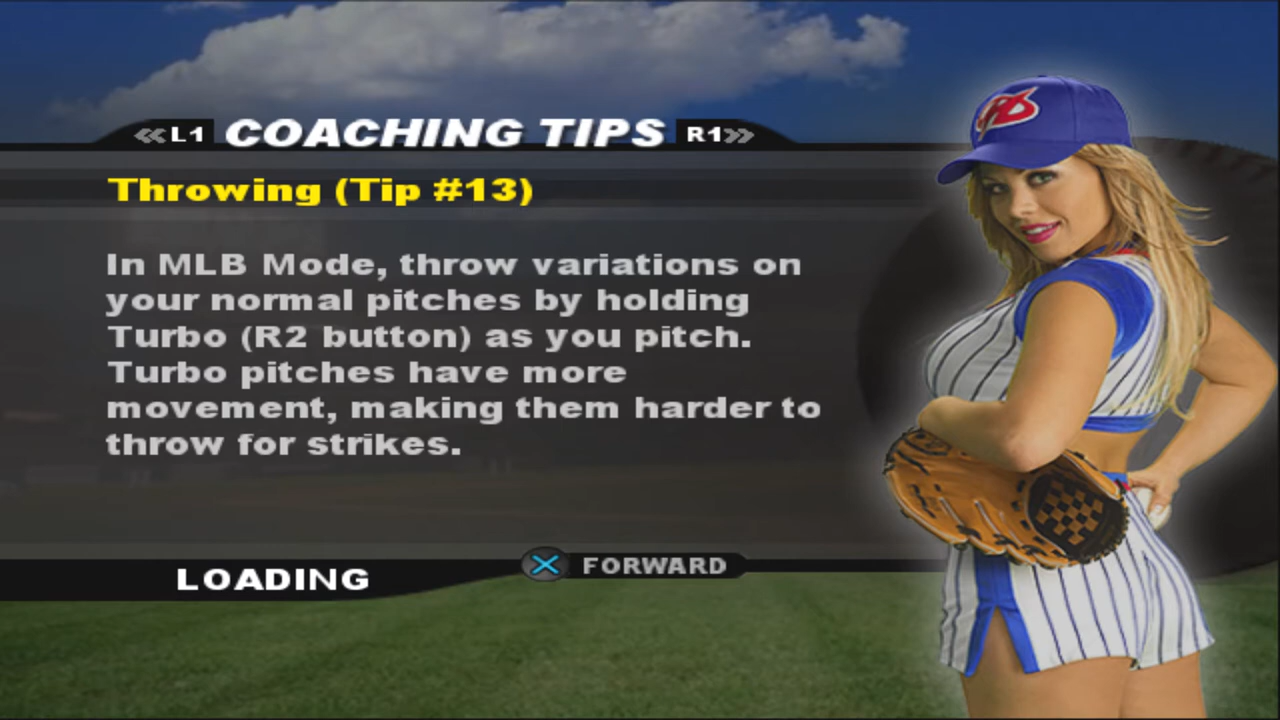 L1 COACHING TIPS R1
Throwing (Tip #13)
In MLB Mode, throw variations on
your normal pitches by holding
Turbo (R2 button) as you pitch.
Turbo pitches have more
movement, making them harder to
throw for strikes.
FORWARD
LOADING